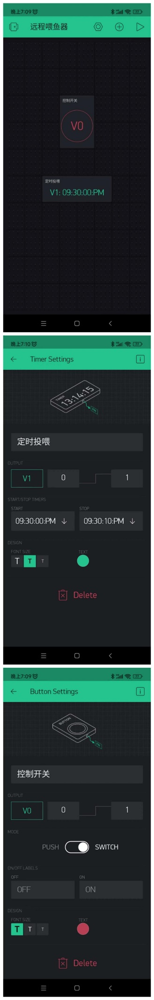 晚上7:09
77
远程喂鱼器
控制开关
V0
定时投喂
V1: 09:30:00:PM
晚上7:10
77
Timer Settings
i
TIMER
13:14:15
PIN
定时投喂
OUTPUT
V1 0 1
START/STOP TIMERS
START STOP
09:30:00:PM ↓ 09:30:10:PM ↓
DESIGN
FONT SIZE TEXT
T T T
Delete
晚上7:09
77
Button Settings
i
BUTTON
PIN
控制开关
OUTPUT
V0 0 1
MODE
PUSH SWITCH
ON/OFF LABELS
OFF ON
OFF ON
DESIGN
FONT SIZE TEXT
T T T
Delete